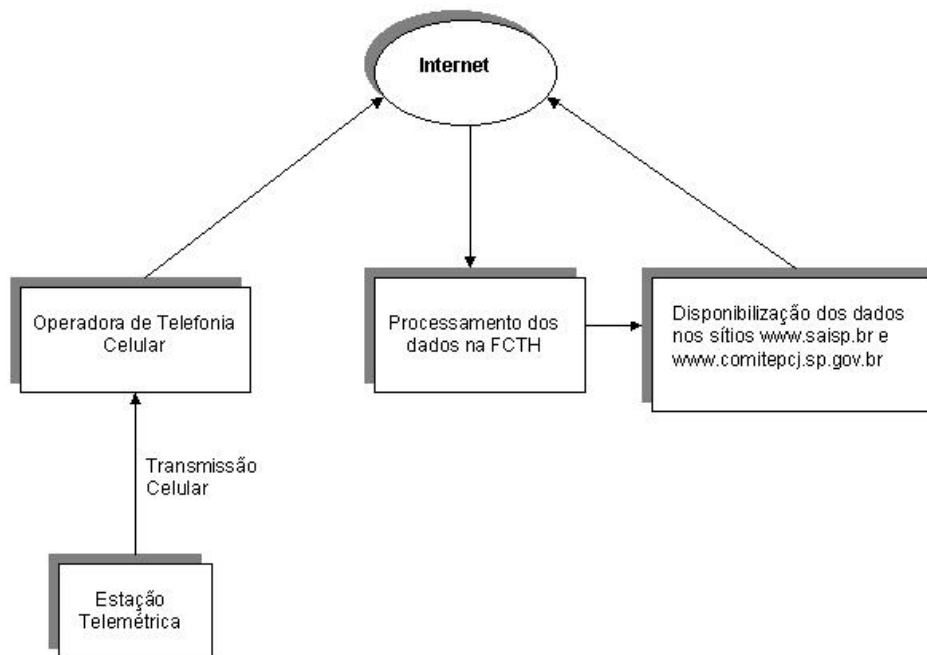 Internet
Operadora de Telefonia
Celular
Processamento dos
dados na FCTH
Disponibilização dos dados
nos sítios www.saisp.br e
www.comitepcj.sp.gov.br
Transmissão
Celular
Estação
Telemétrica